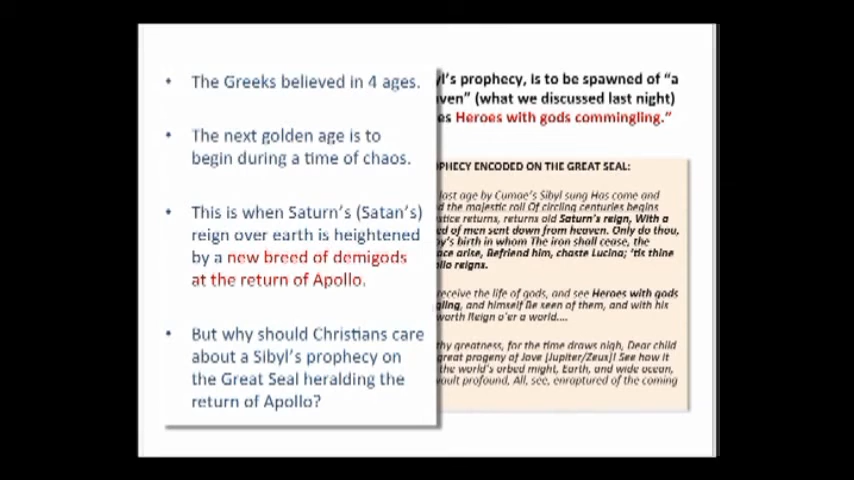 • The Greeks believed in 4 ages.
• The next golden age is to
begin during a time of chaos.
• This is when Saturn's (Satan's)
reign over earth is heightened
by a new breed of demigods
at the return of Apollo.
• But why should Christians care
about a Sibyl's prophecy on
the Great Seal heralding the
return of Apollo?
yl's prophecy, is to be spawned of "a
ven" (what we discussed last night)
es Heroes with gods commingling."
PHECY ENCODED ON THE GREAT SEAL:
last age by Cumae's Sibyl sung Has come and
d the majestic roll Of circling centuries begins
stice returns, returns old Saturn's reign, With a
ed of men sent down from heaven. Only do thou,
y's birth in whom The iron shall cease, the
ace arise, Befriend him, chaste Lucina; 'tis thine
llo reigns.
receive the life of gods, and see Heroes with gods
gling, and himself Be seen of them, and with his
worth Reign o'er a world....
thy greatness, for the time draws nigh, Dear child
great progeny of Jove [Jupiter/Zeus]! See how it
the world's orbed might, Earth, and wide ocean,
vault profound, All, see, enraptured of the coming